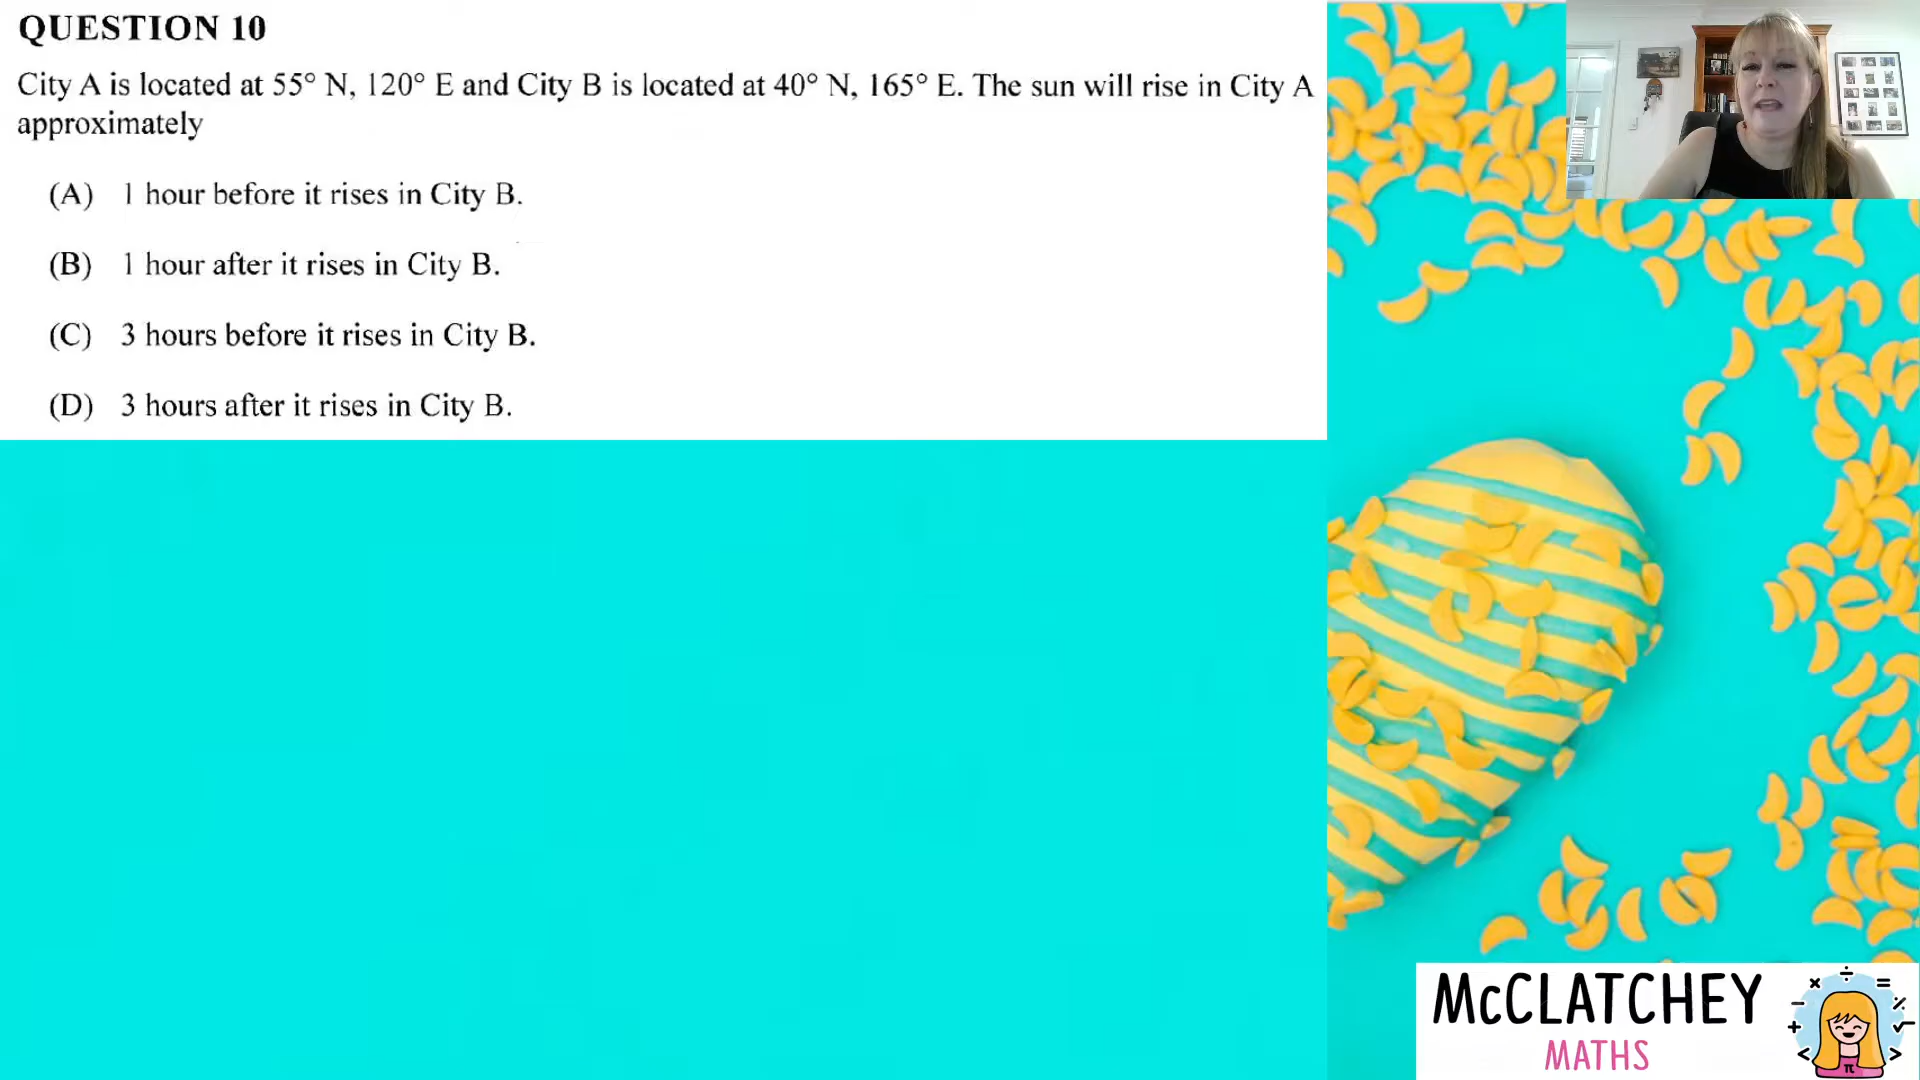 QUESTION 10
City A is located at 55° N, 120° E and City B is located at 40° N, 165° E. The sun will rise in City A
approximately
(A) 1 hour before it rises in City B.
(B) 1 hour after it rises in City B.
(C) 3 hours before it rises in City B.
(D) 3 hours after it rises in City B.
McCLATCHEY
MATHS